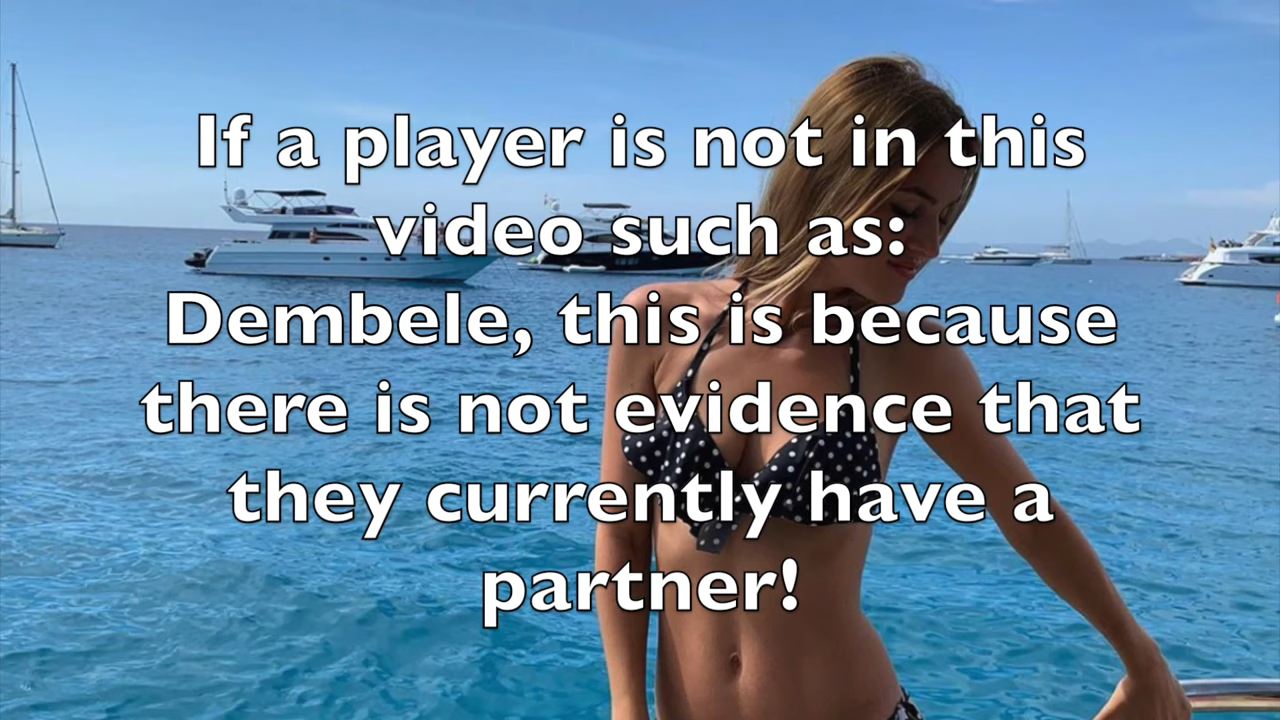 If a player is not in this
video such as:
Dembele, this is because
there is not evidence that
they currently have a
partner!